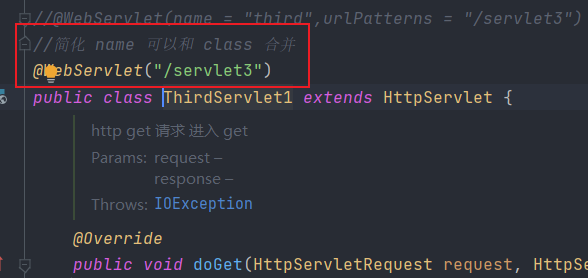 //@WebServlet(name = "third",urlPatterns = "/servlet3")
//简化 name 可以和 class 合并
@WebServlet("/servlet3")
public class ThirdServlet1 extends HttpServlet {
http get 请求 进入 get
Params: request –
response –
Throws: IOException
@Override
public void doGet(HttpServletRequest request, HttpS